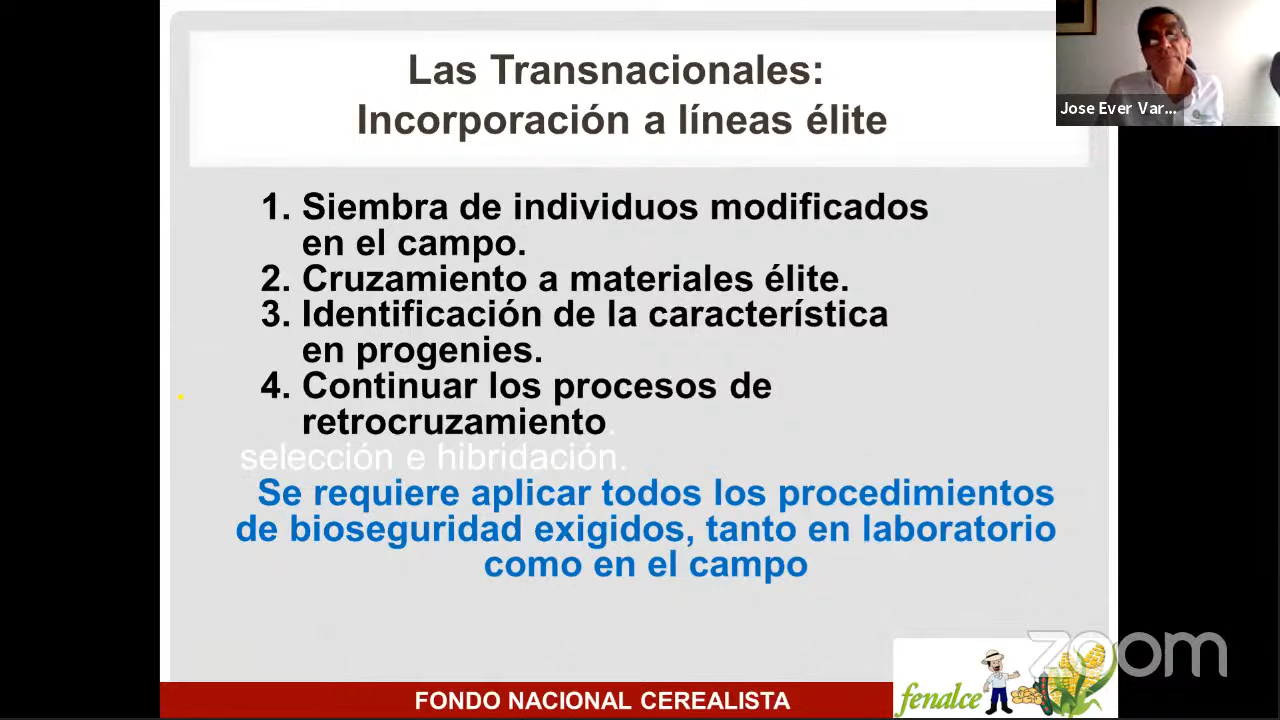 Las Transnacionales:
Incorporación a líneas élite
Jose Ever Var...
1. Siembra de individuos modificados
en el campo.
2. Cruzamiento a materiales élite.
3. Identificación de la característica
en progenies.
4. Continuar los procesos de
retrocruzamiento.
selección e hibridación.
Se requiere aplicar todos los procedimientos
de bioseguridad exigidos, tanto en laboratorio
como en el campo
zoom
fenalce
FONDO NACIONAL CEREALISTA